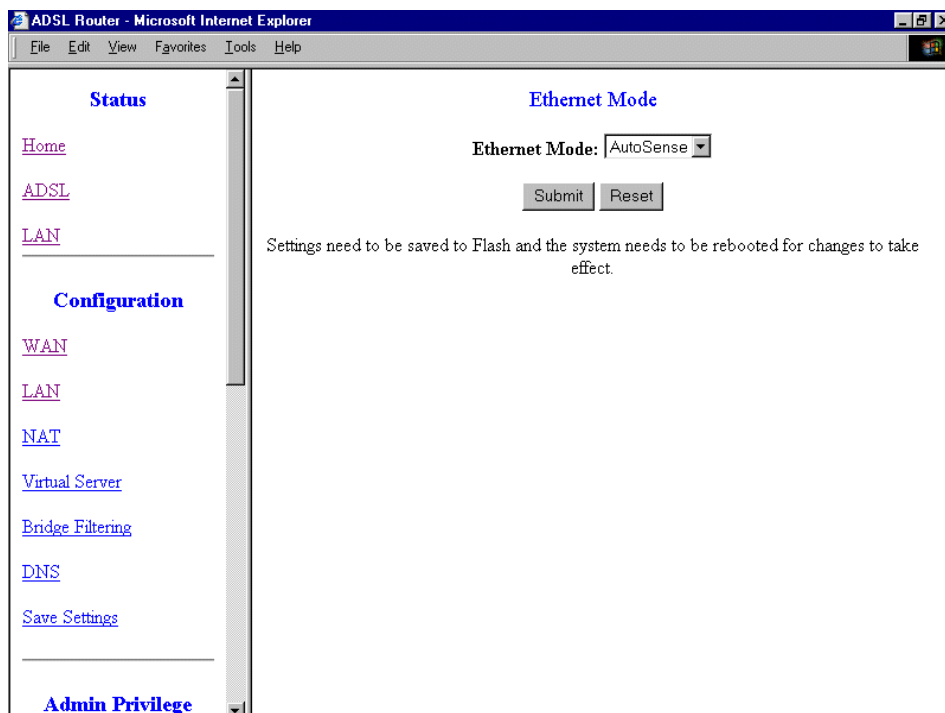 ADSL Router - Microsoft Internet Explorer
File Edit View Favorites Tools Help
Status
Home
ADSL
LAN
Configuration
WAN
LAN
NAT
Virtual Server
Bridge Filtering
DNS
Save Settings
Admin Privilege
Ethernet Mode
Ethernet Mode: AutoSense
Submit Reset
Settings need to be saved to Flash and the system needs to be rebooted for changes to take
effect.